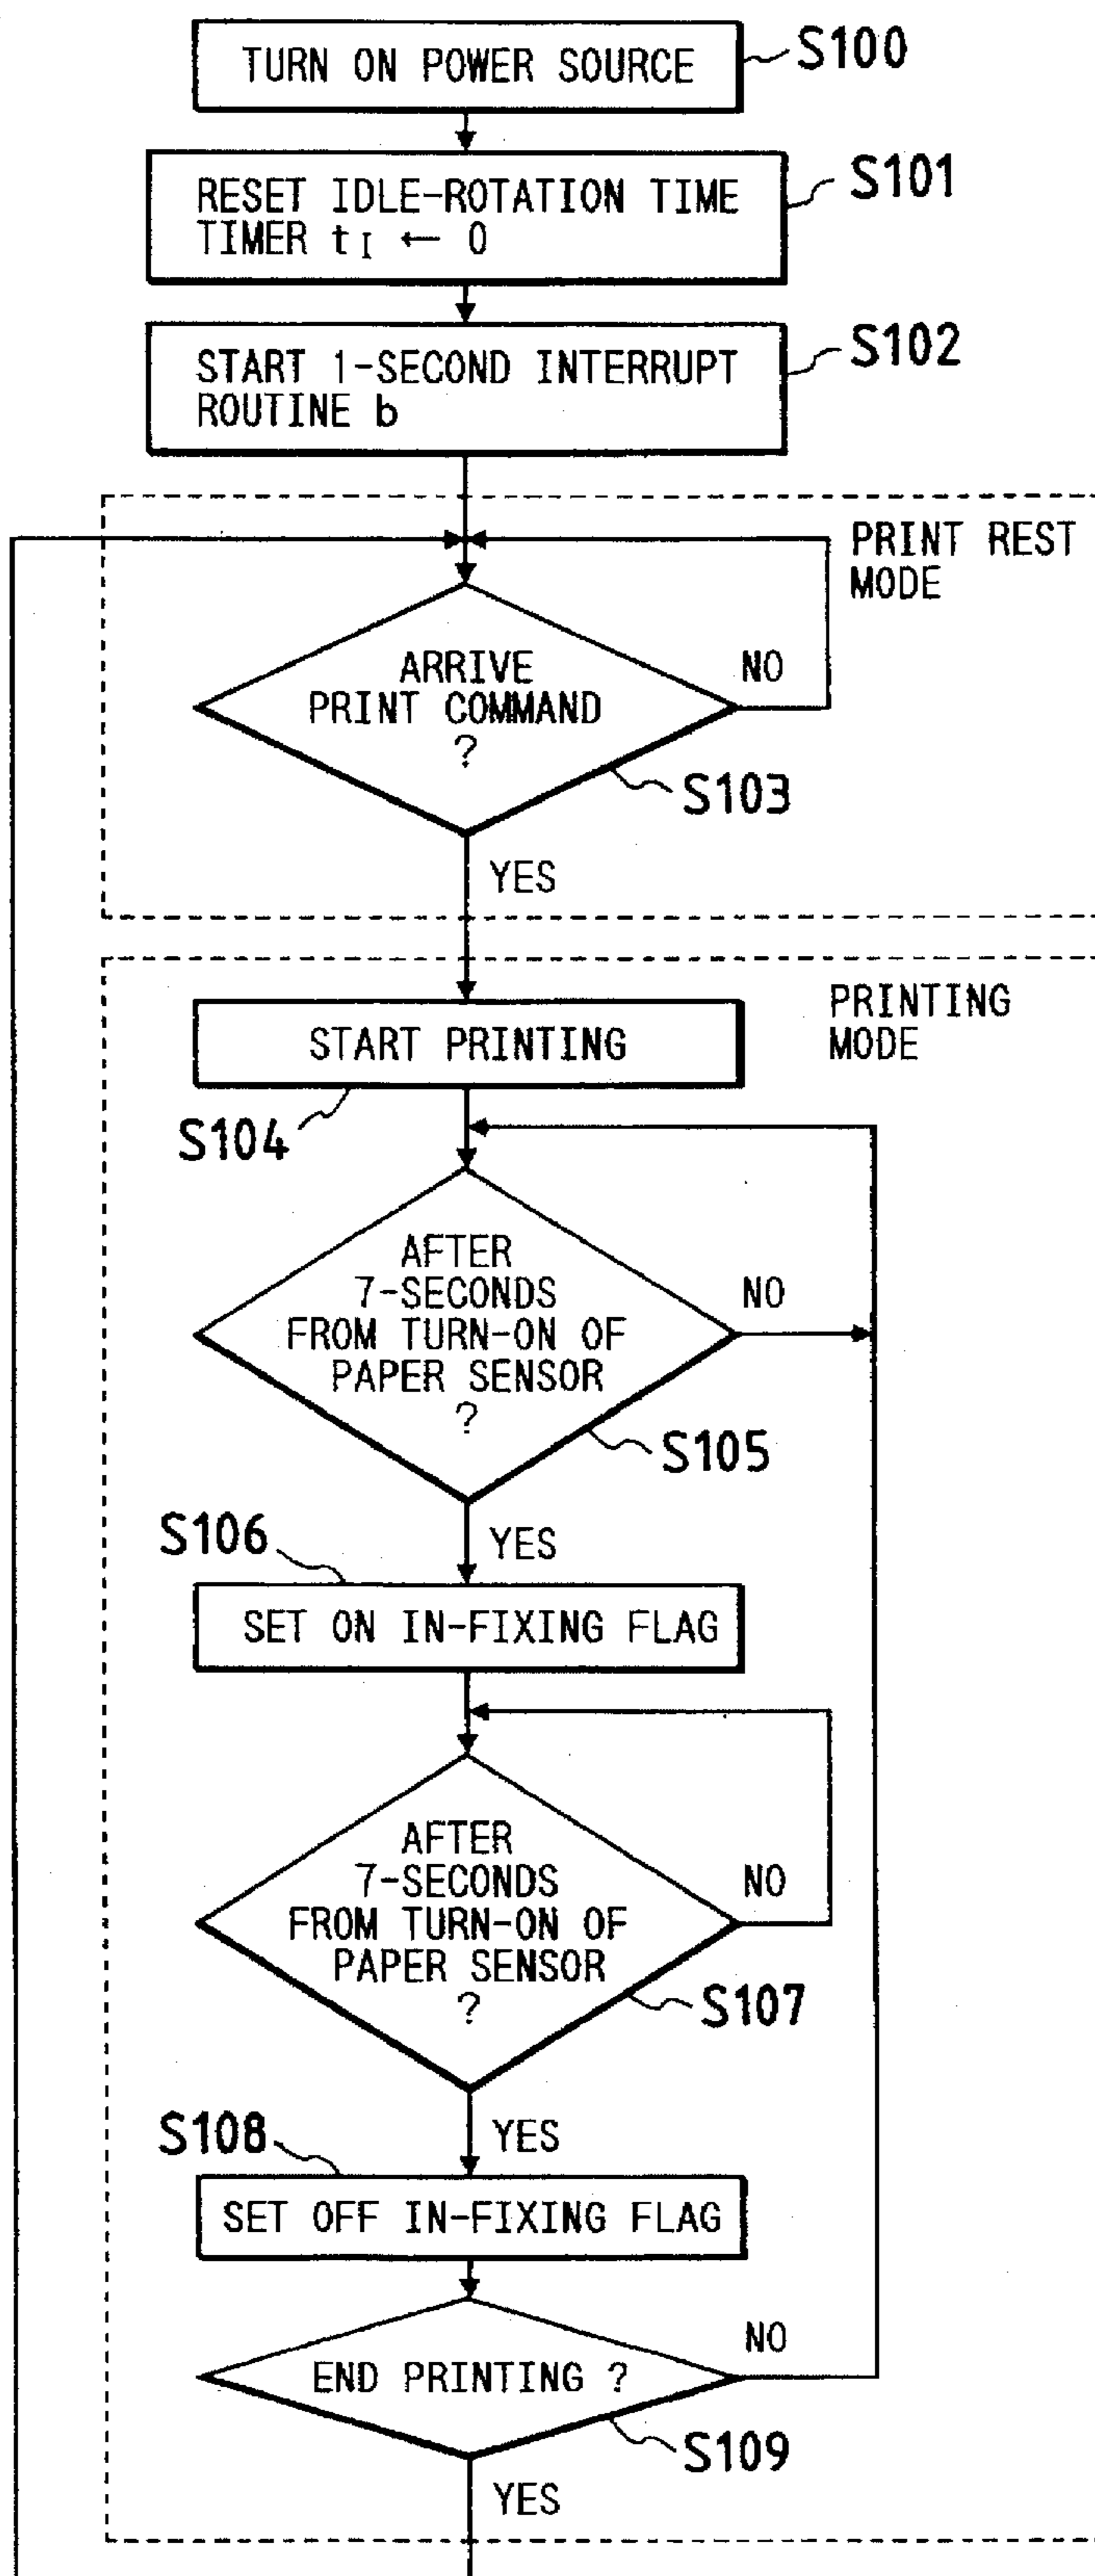 TURN ON POWER SOURCE
S100
RESET IDLE-ROTATION TIME
TIMER tI ← 0
S101
START 1-SECOND INTERRUPT
ROUTINE b
S102
PRINT REST
MODE
ARRIVE
PRINT COMMAND
?
NO
S103
YES
PRINTING
MODE
START PRINTING
S104
AFTER
7-SECONDS
FROM TURN-ON OF
PAPER SENSOR
?
NO
S105
YES
S106
SET ON IN-FIXING FLAG
AFTER
7-SECONDS
FROM TURN-ON OF
PAPER SENSOR
?
NO
S107
YES
S108
SET OFF IN-FIXING FLAG
END PRINTING ?
NO
S109
YES